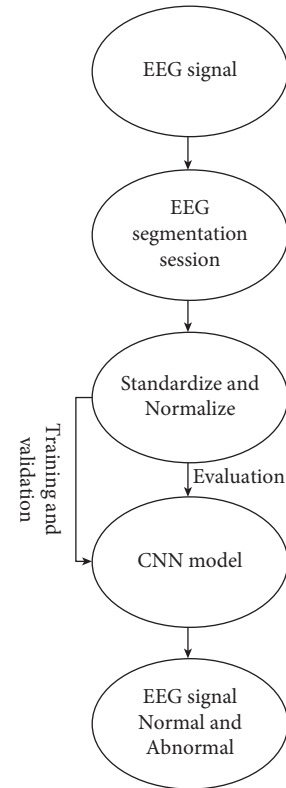 EEG signal
EEG
segmentation
session
Standardize and
Normalize
Training and
validation
Evaluation
CNN model
EEG signal
Normal and
Abnormal